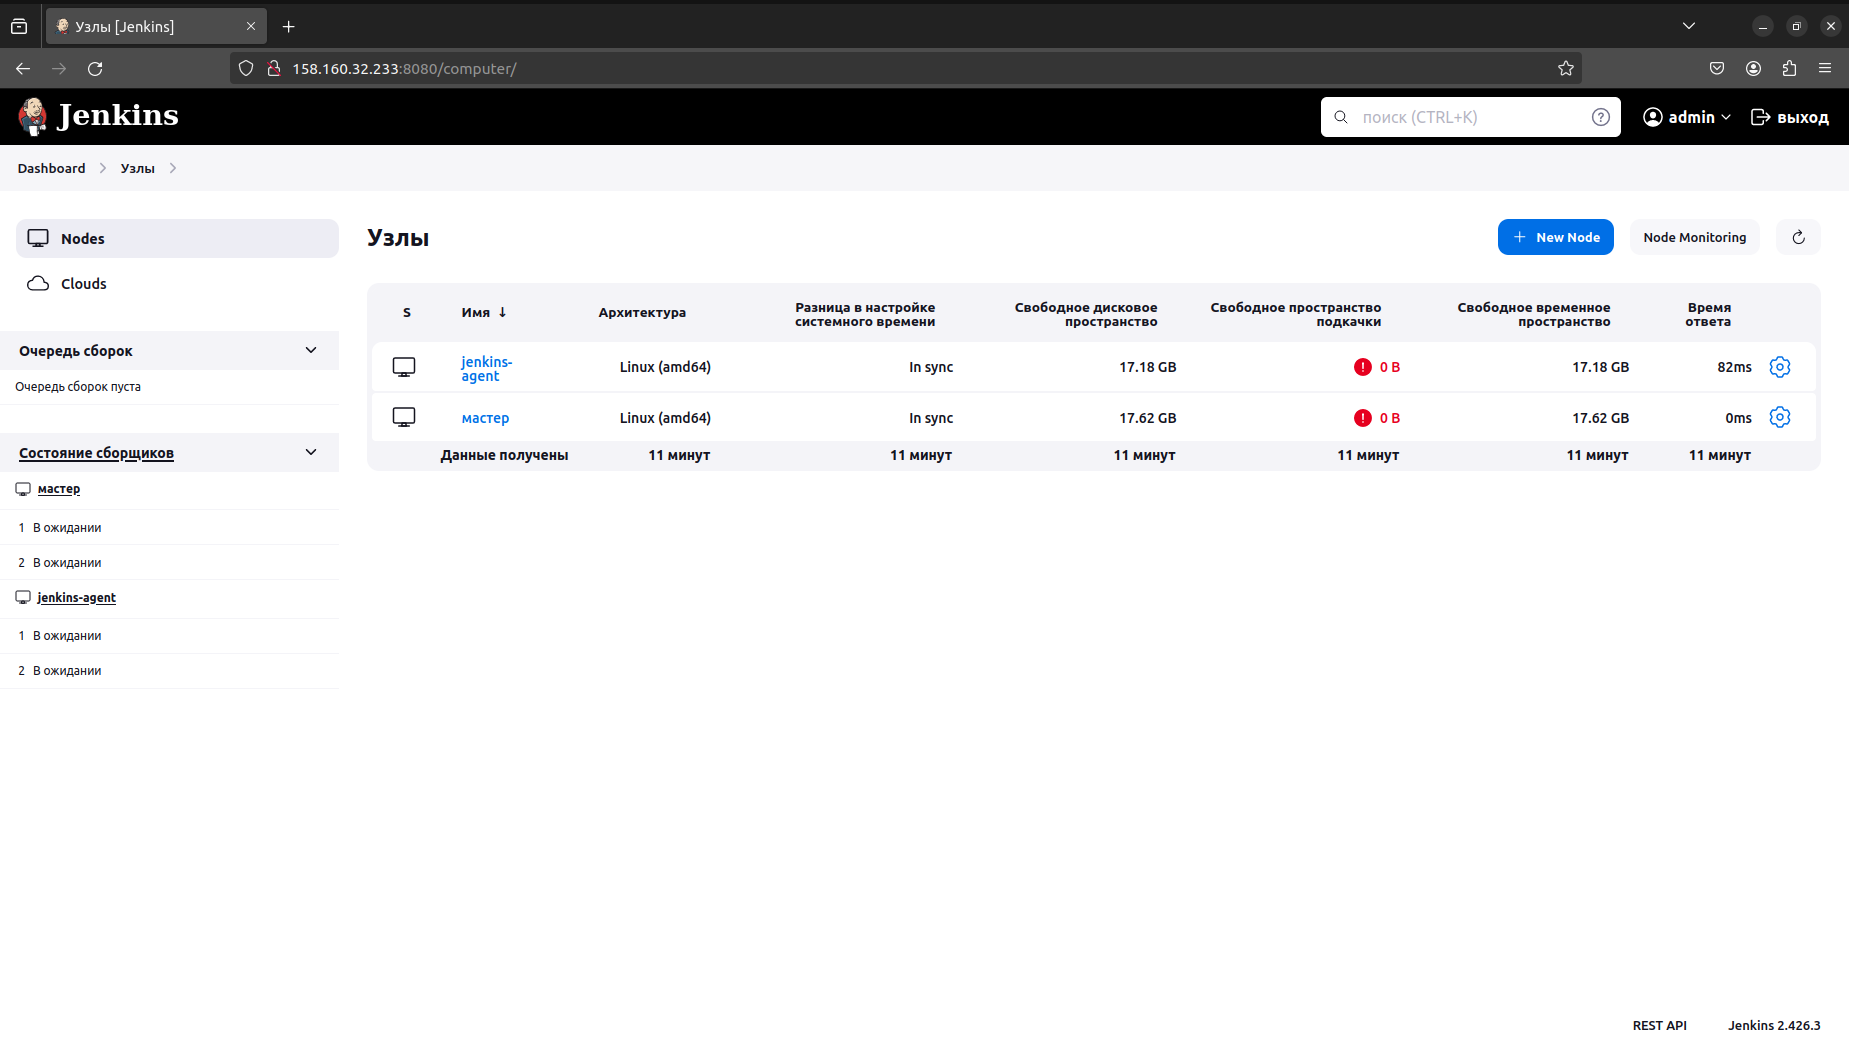 Узлы [Jenkins]
158.160.32.233:8080/computer/
Jenkins
поиск (CTRL+K)
admin
выход
Dashboard
Узлы
Nodes
Clouds
Очередь сборок
Очередь сборок пуста
Состояние сборщиков
мастер
1 В ожидании
2 В ожидании
jenkins-agent
1 В ожидании
2 В ожидании
Узлы
New Node
Node Monitoring
S Имя ↓ Архитектура Разница в настройке системного времени Свободное дисковое пространство Свободное пространство подкачки Свободное временное пространство Время ответа
jenkins-agent Linux (amd64) In sync 17.18 GB 0 B 17.18 GB 82ms
мастер Linux (amd64) In sync 17.62 GB 0 B 17.62 GB 0ms
Данные получены 11 минут 11 минут 11 минут 11 минут 11 минут 11 минут
REST API
Jenkins 2.426.3